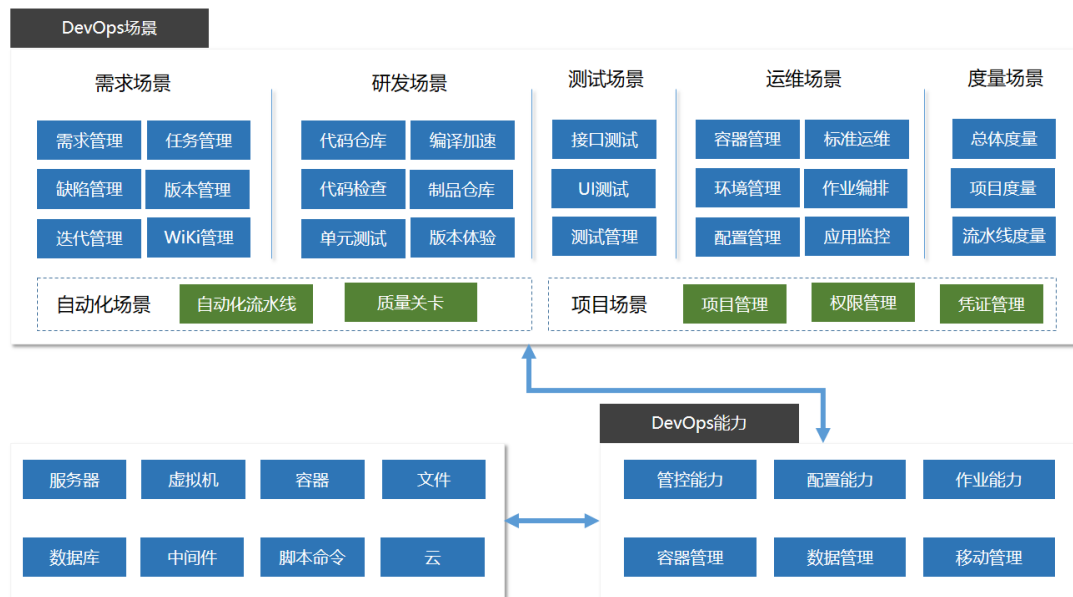 DevOps场景
需求场景 研发场景 测试场景 运维场景 度量场景
需求管理 任务管理 代码仓库 编译加速 接口测试 容器管理 标准运维 总体度量
缺陷管理 版本管理 代码检查 制品仓库 UI测试 环境管理 作业编排 项目度量
迭代管理 WiKi管理 单元测试 版本体验 测试管理 配置管理 应用监控 流水线度量
自动化场景 自动化流水线 质量关卡 项目场景 项目管理 权限管理 凭证管理
DevOps能力
服务器 虚拟机 容器 文件 管控能力 配置能力 作业能力
数据库 中间件 脚本命令 云 容器管理 数据管理 移动管理